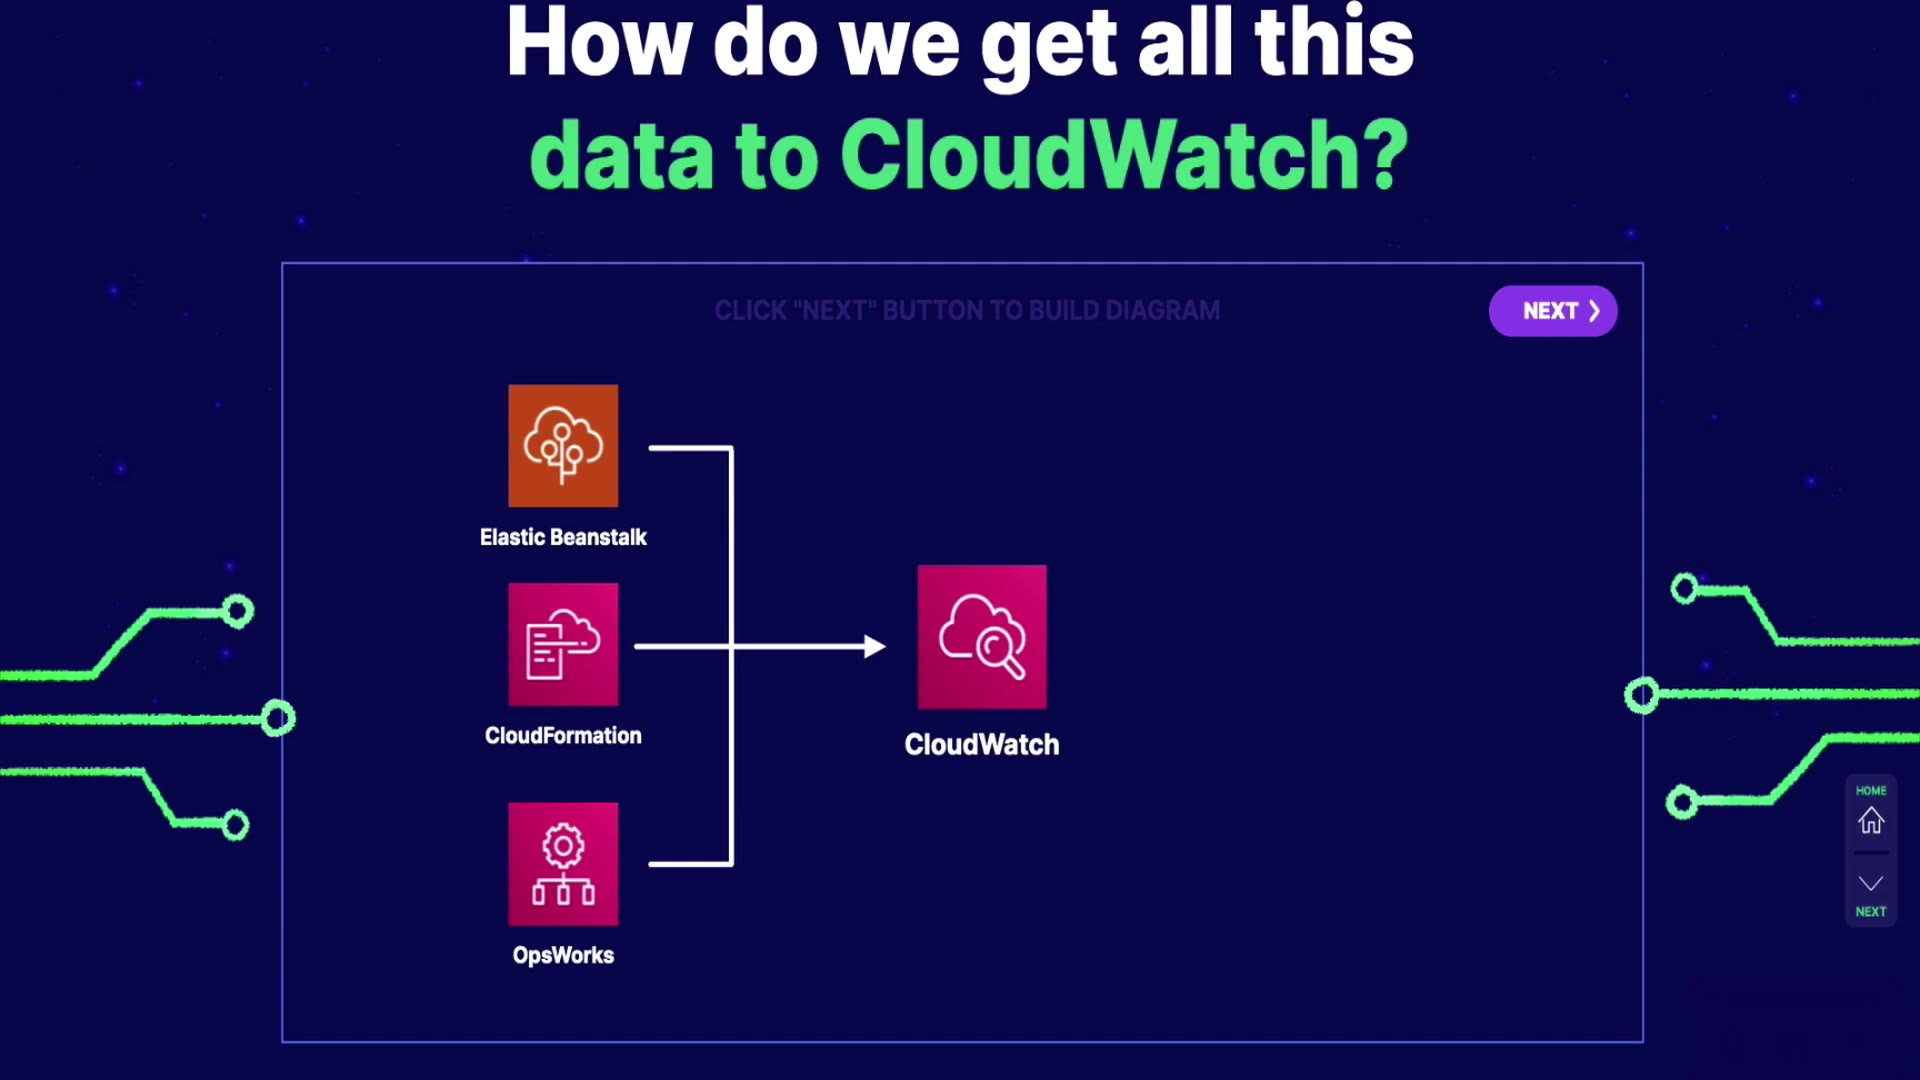 How do we get all this
data to CloudWatch?
CLICK "NEXT" BUTTON TO BUILD DIAGRAM
NEXT
Elastic Beanstalk
CloudFormation
CloudWatch
OpsWorks
HOME
NEXT